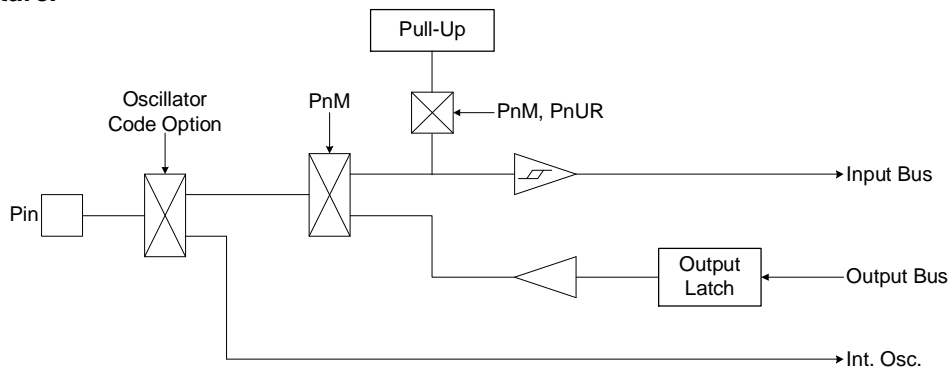 Pull-Up
Oscillator
Code Option
PnM
PnM, PnUR
Pin
Input Bus
Output
Latch
Output Bus
Int. Osc.